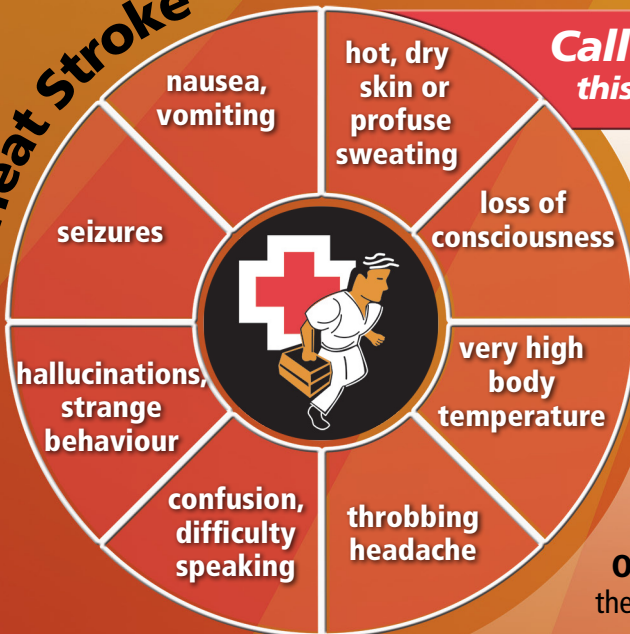 Stroke
Call
this
hot, dry
skin or
profuse
sweating
loss of
consciousness
very high
body
temperature
throbbing
headache
confusion,
difficulty
speaking
hallucinations,
strange
behaviour
seizures
nausea,
vomiting
the